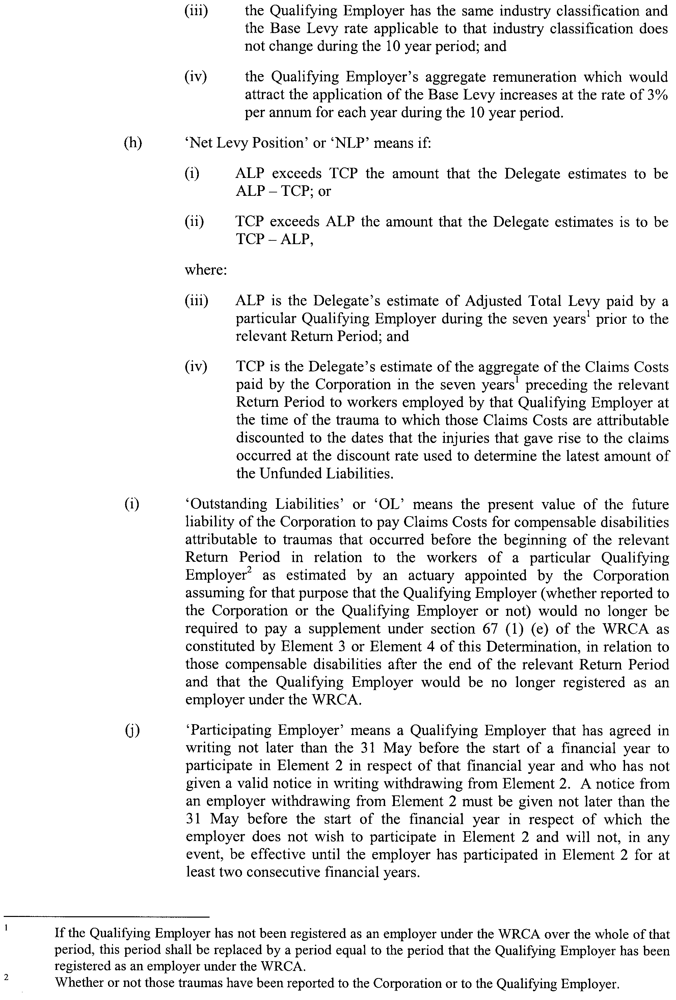 (iii) the Qualifying Employer has the same industry classification and
the Base Levy rate applicable to that industry classification does
not change during the 10 year period; and
(iv) the Qualifying Employer’s aggregate remuneration which would
attract the application of the Base Levy increases at the rate of 3%
per annum for each year during the 10 year period.
(h) ‘Net Levy Position’ or ‘NLP’ means if:
(i) ALP exceeds TCP the amount that the Delegate estimates to be
ALP – TCP; or
(ii) TCP exceeds ALP the amount that the Delegate estimates is to be
TCP – ALP,
where:
(iii) ALP is the Delegate’s estimate of Adjusted Total Levy paid by a
particular Qualifying Employer during the seven years¹ prior to the
relevant Return Period; and
(iv) TCP is the Delegate’s estimate of the aggregate of the Claims Costs
paid by the Corporation in the seven years¹ preceding the relevant
Return Period to workers employed by that Qualifying Employer at
the time of the trauma to which those Claims Costs are attributable
discounted to the dates that the injuries that gave rise to the claims
occurred at the discount rate used to determine the latest amount of
the Unfunded Liabilities.
(i) ‘Outstanding Liabilities’ or ‘OL’ means the present value of the future
liability of the Corporation to pay Claims Costs for compensable disabilities
attributable to traumas that occurred before the beginning of the relevant
Return Period in relation to the workers of a particular Qualifying
Employer² as estimated by an actuary appointed by the Corporation
assuming for that purpose that the Qualifying Employer (whether reported to
the Corporation or the Qualifying Employer or not) would no longer be
required to pay a supplement under section 67 (1) (e) of the WRCA as
constituted by Element 3 or Element 4 of this Determination, in relation to
those compensable disabilities after the end of the relevant Return Period
and that the Qualifying Employer would be no longer registered as an
employer under the WRCA.
(j) ‘Participating Employer’ means a Qualifying Employer that has agreed in
writing not later than the 31 May before the start of a financial year to
participate in Element 2 in respect of that financial year and who has not
given a valid notice in writing withdrawing from Element 2. A notice from
an employer withdrawing from Element 2 must be given not later than the
31 May before the start of the financial year in respect of which the
employer does not wish to participate in Element 2 and will not, in any
event, be effective until the employer has participated in Element 2 for at
least two consecutive financial years.
1 If the Qualifying Employer has not been registered as an employer under the WRCA over the whole of that
period, this period shall be replaced by a period equal to the period that the Qualifying Employer has been
registered as an employer under the WRCA.
2 Whether or not those traumas have been reported to the Corporation or to the Qualifying Employer.